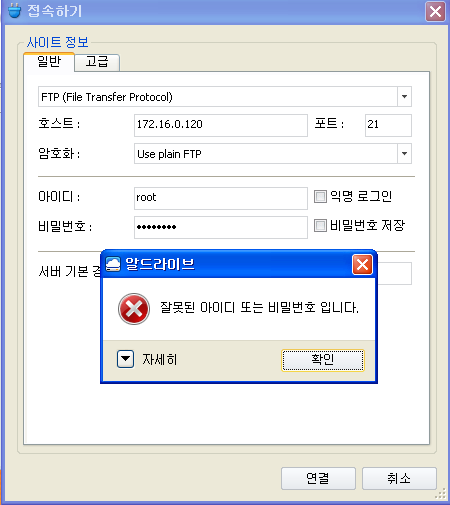 접속하기
사이트 정보
일반 고급
FTP (File Transfer Protocol)
호스트 : 172.16.0.120 포트 : 21
암호화 : Use plain FTP
아이디 : root 익명 로그인
비밀번호 : •••••••• 비밀번호 저장
서버 기본
알드라이브
잘못된 아이디 또는 비밀번호 입니다.
자세히 확인
연결 취소